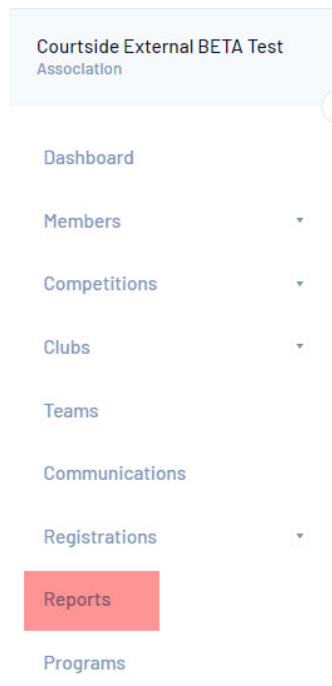 Courtside External BETA Test
Association
Dashboard
Members
Competitions
Clubs
Teams
Communications
Registrations
Reports
Programs